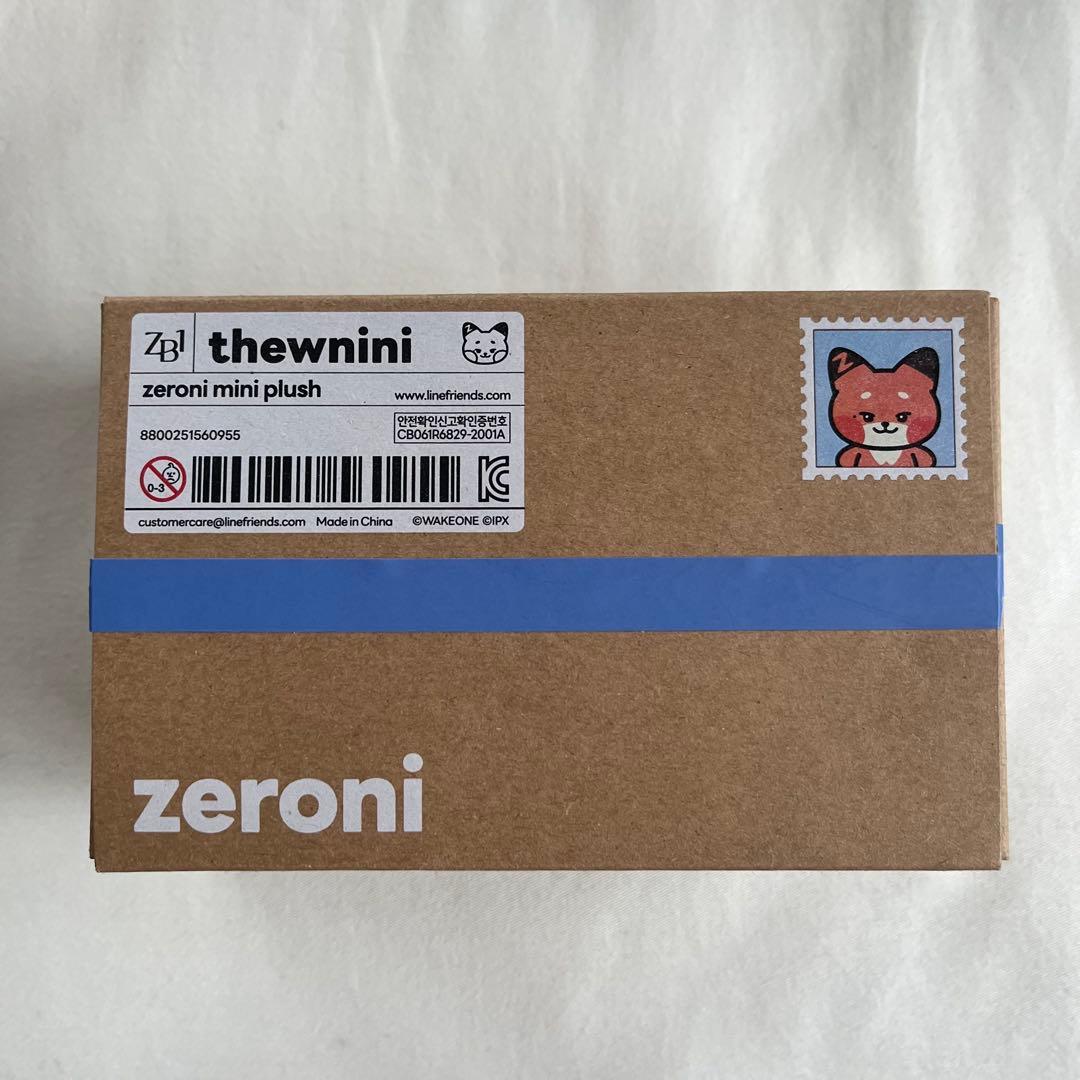 ZB1 thewnini
zeroni mini plush www.linefriends.com
안전확인신고확인증번호
8800251560955 CB061R6829-2001A
0-3
customercare@linefriends.com Made in China ©WAKEONE ©IPX
Z
zeroni